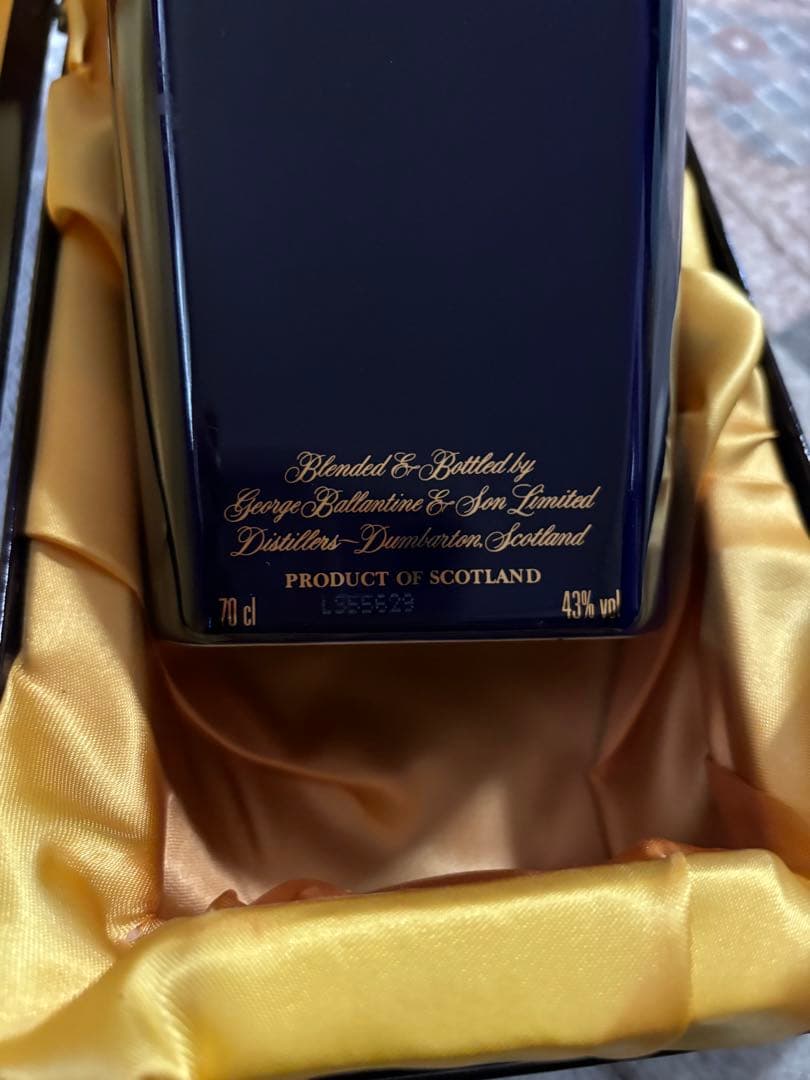 Blended & Bottled by
George Ballantine & Son Limited
Distillers—Dumbarton, Scotland
PRODUCT OF SCOTLAND
70 cl 43% vol